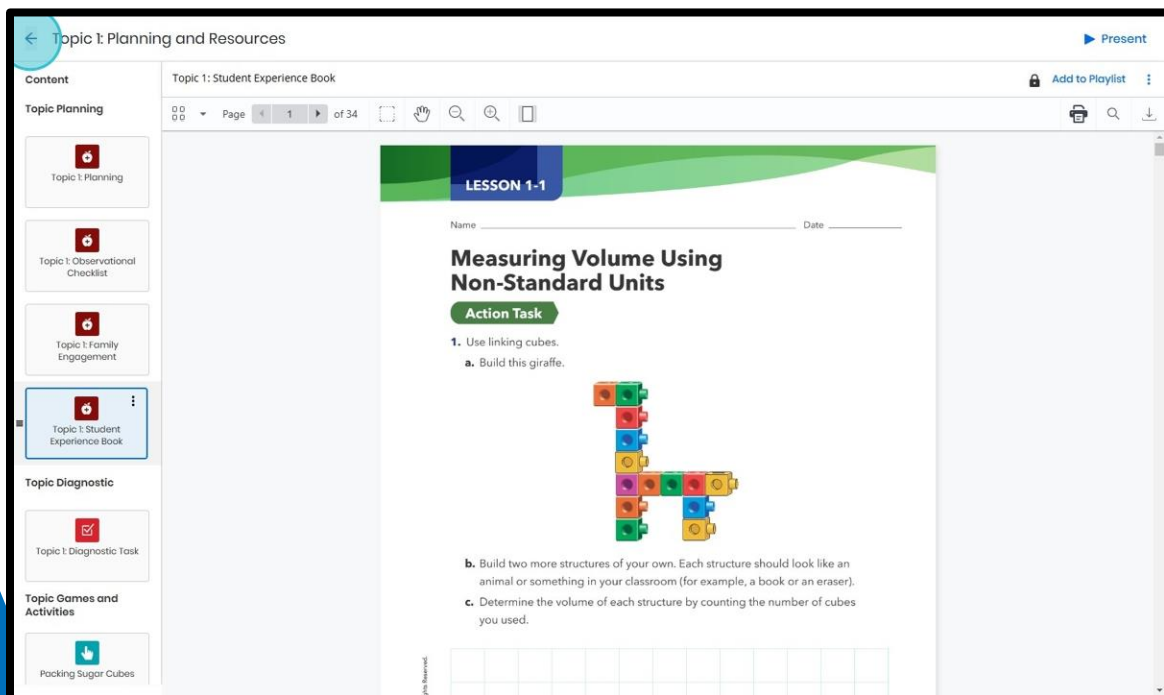 Topic 1: Planning and Resources
Present
Content
Topic 1: Student Experience Book
Add to Playlist
Topic Planning
Page 1 of 34
Topic 1: Planning
Topic 1: Observational
Checklist
Topic 1: Family
Engagement
Topic 1: Student
Experience Book
Topic Diagnostic
Topic 1: Diagnostic Task
Topic Games and
Activities
Packing Sugar Cubes
LESSON 1-1
Name
Date
Measuring Volume Using
Non-Standard Units
Action Task
1. Use linking cubes.
a. Build this giraffe.
b. Build two more structures of your own. Each structure should look like an
animal or something in your classroom (for example, a book or an eraser).
c. Determine the volume of each structure by counting the number of cubes
you used.
Reserved.